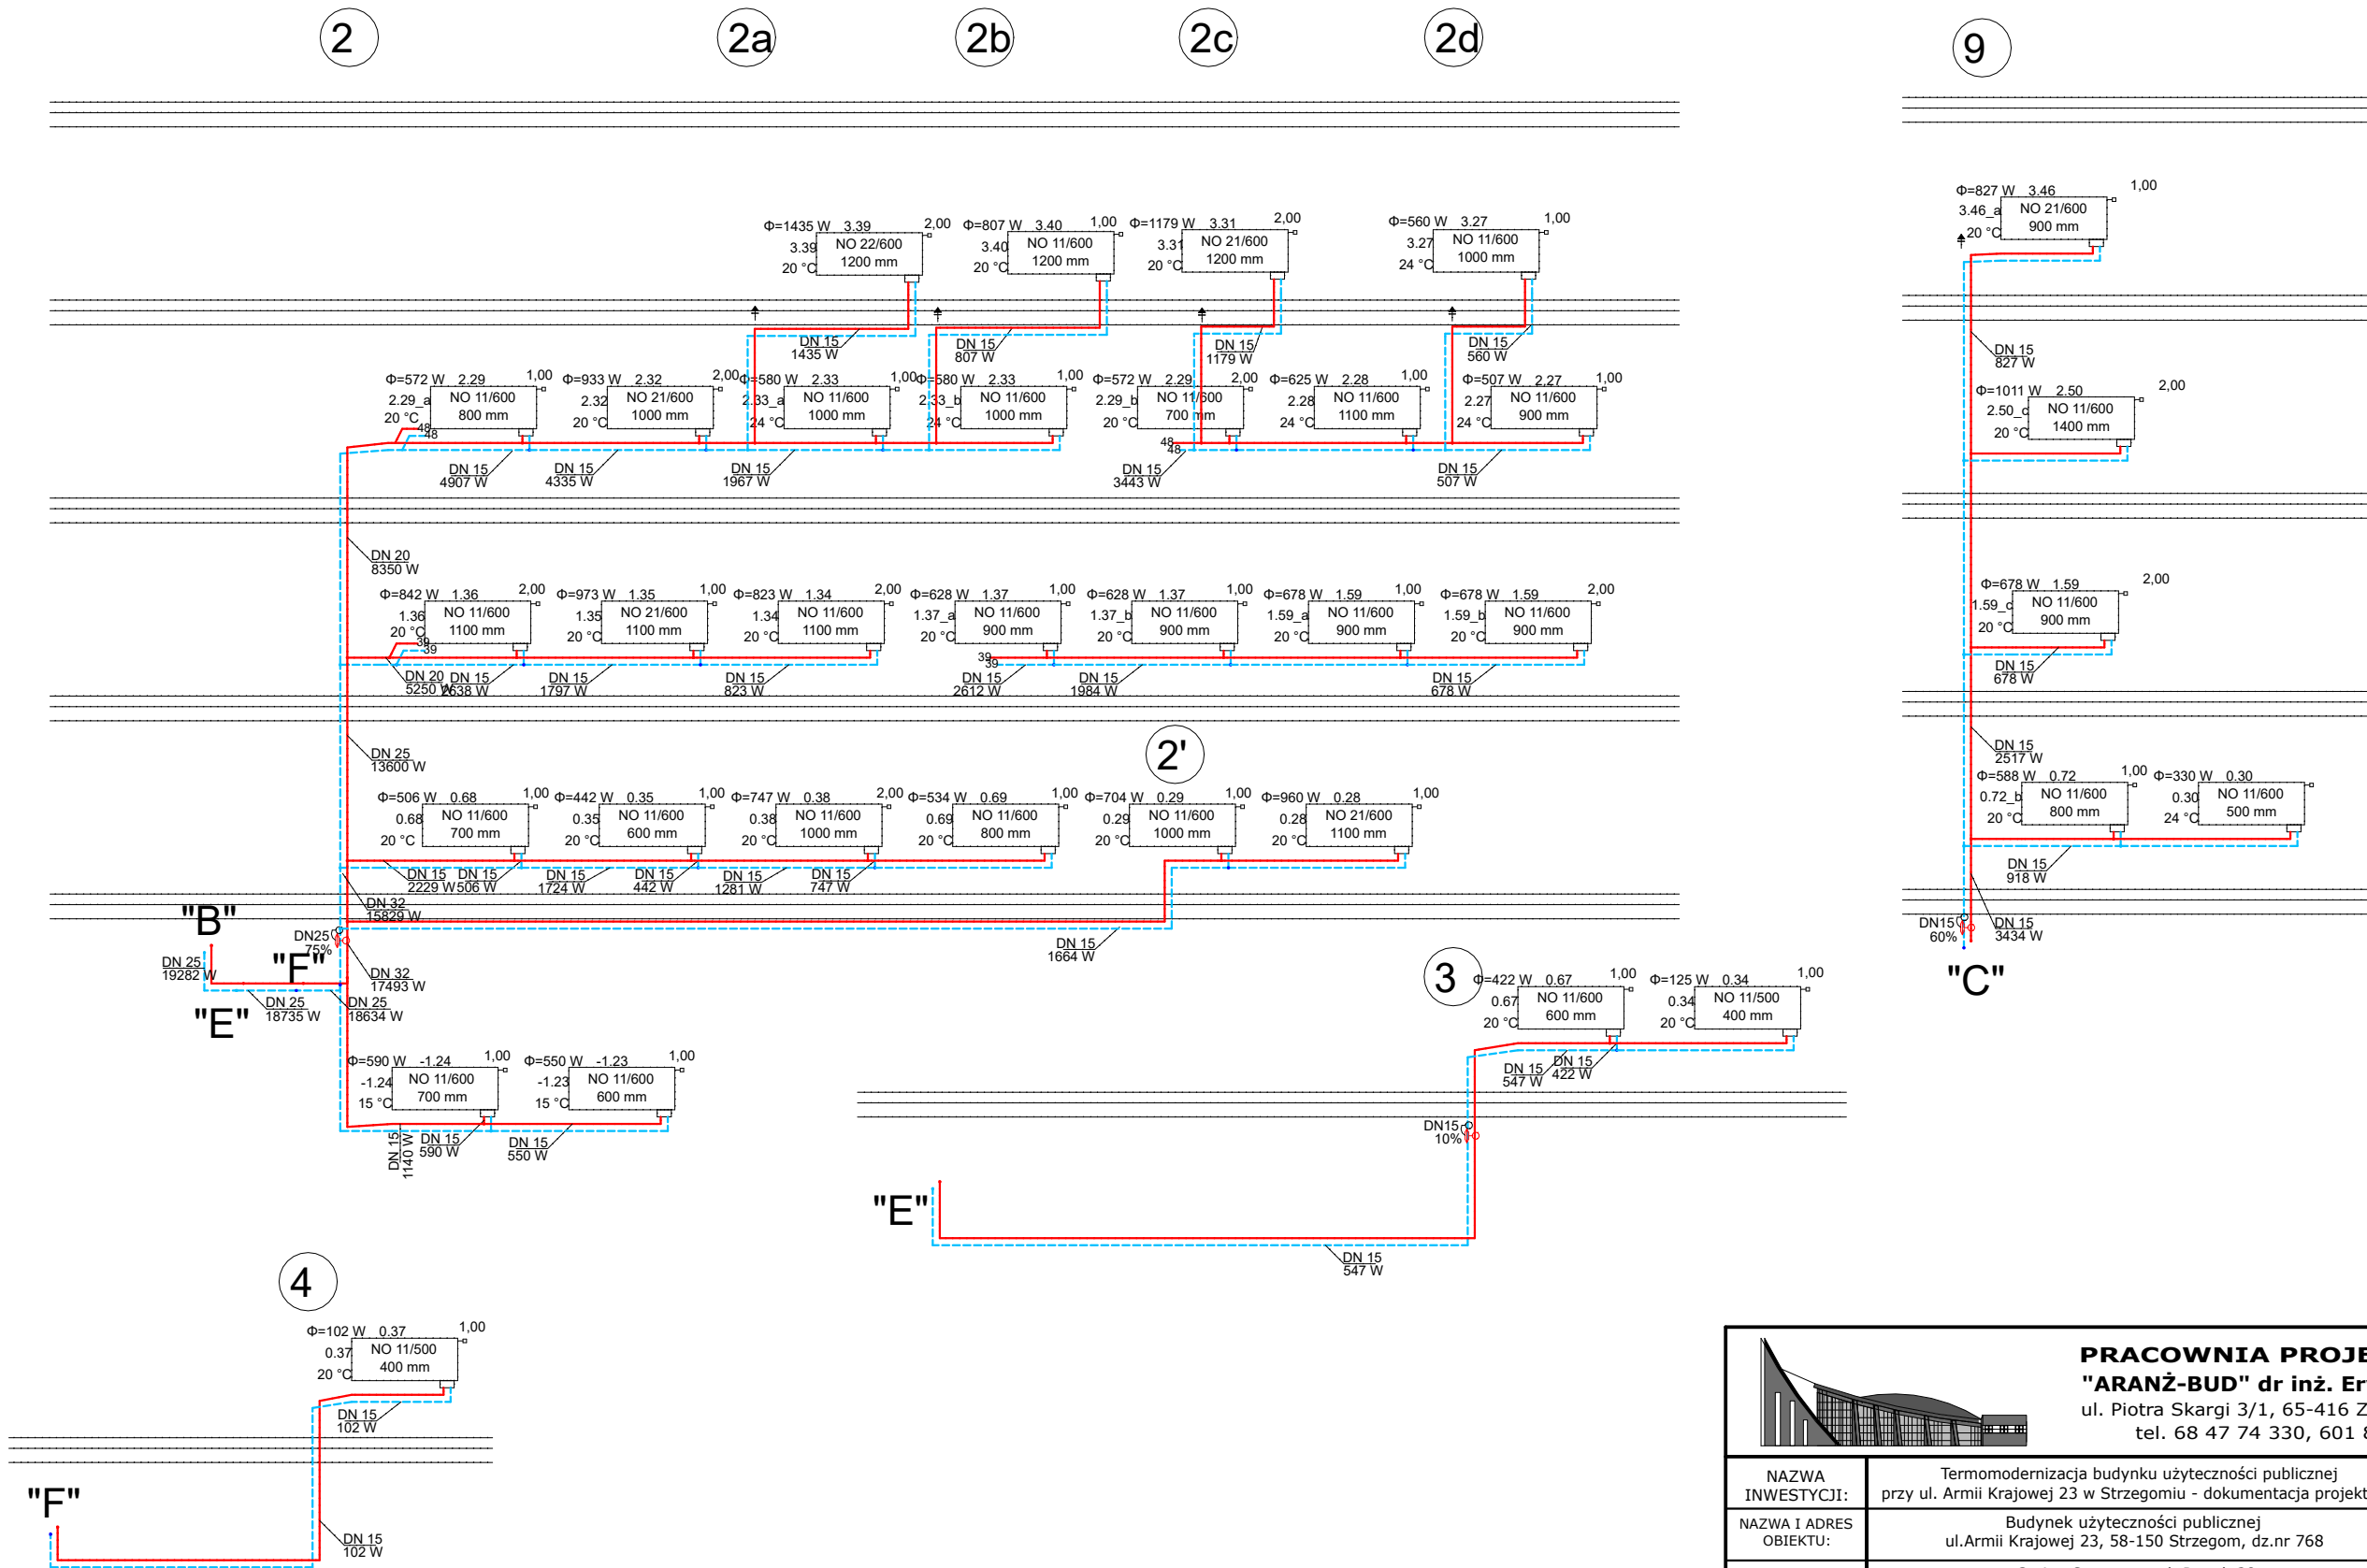 2
2a
2b
2c
2d
9
Φ=1435 W 3.39 2,00
3.39 NO 22/600
20 °C 1200 mm
Φ=807 W 3.40 1,00
3.40 NO 11/600
20 °C 1200 mm
Φ=1179 W 3.31 2,00
3.31 NO 21/600
20 °C 1200 mm
Φ=560 W 3.27 1,00
3.27 NO 11/600
24 °C 1000 mm
Φ=827 W 3.46 1,00
3.46_a NO 21/600
20 °C 900 mm
DN 15
1435 W
DN 15
807 W
DN 15
1179 W
DN 15
560 W
DN 15
827 W
Φ=572 W 2.29 1,00
2.29_a NO 11/600
20 °C 800 mm
48
48
Φ=933 W 2.32 2,00
2.32 NO 21/600
20 °C 1000 mm
Φ=580 W 2.33 1,00
2.33_a NO 11/600
24 °C 1000 mm
Φ=580 W 2.33 1,00
2.33_b NO 11/600
24 °C 1000 mm
Φ=572 W 2.29 2,00
2.29_b NO 11/600
20 °C 700 mm
48
48
Φ=625 W 2.28 1,00
2.28 NO 11/600
24 °C 1100 mm
Φ=507 W 2.27 1,00
2.27 NO 11/600
24 °C 900 mm
Φ=1011 W 2.50 2,00
2.50_c NO 11/600
20 °C 1400 mm
DN 15
4907 W
DN 15
4335 W
DN 15
1967 W
DN 15
3443 W
DN 15
507 W
DN 20
8350 W
Φ=842 W 1.36 2,00
1.36 NO 11/600
20 °C 1100 mm
39
39
Φ=973 W 1.35 1,00
1.35 NO 21/600
20 °C 1100 mm
Φ=823 W 1.34 2,00
1.34 NO 11/600
20 °C 1100 mm
Φ=628 W 1.37 1,00
1.37_a NO 11/600
20 °C 900 mm
39
39
Φ=628 W 1.37 1,00
1.37_b NO 11/600
20 °C 900 mm
Φ=678 W 1.59 1,00
1.59_a NO 11/600
20 °C 900 mm
Φ=678 W 1.59 2,00
1.59_b NO 11/600
20 °C 900 mm
Φ=678 W 1.59 2,00
1.59_c NO 11/600
20 °C 900 mm
DN 20
5250 W
DN 15
2638 W
DN 15
1797 W
DN 15
823 W
DN 15
2612 W
DN 15
1984 W
DN 15
678 W
DN 15
678 W
DN 25
13600 W
2'
DN 15
2517 W
Φ=506 W 0.68 1,00
0.68 NO 11/600
20 °C 700 mm
Φ=442 W 0.35 1,00
0.35 NO 11/600
20 °C 600 mm
Φ=747 W 0.38 2,00
0.38 NO 11/600
20 °C 1000 mm
Φ=534 W 0.69 1,00
0.69 NO 11/600
20 °C 800 mm
Φ=704 W 0.29 1,00
0.29 NO 11/600
20 °C 1000 mm
Φ=960 W 0.28 1,00
0.28 NO 21/600
20 °C 1100 mm
Φ=588 W 0.72 1,00
0.72_b NO 11/600
20 °C 800 mm
Φ=330 W 0.30
0.30 NO 11/600
24 °C 500 mm
DN 15
2229 W
DN 15
506 W
DN 15
1724 W
DN 15
442 W
DN 15
1281 W
DN 15
747 W
DN 15
918 W
DN 32
15829 W
"B"
DN25
75%
DN 15
1664 W
DN15
60%
DN 15
3434 W
DN 25
19282 W
"F"
DN 32
17493 W
"C"
"E"
DN 25
18735 W
DN 25
18634 W
3
Φ=422 W 0.67 1,00
0.67 NO 11/600
20 °C 600 mm
Φ=125 W 0.34 1,00
0.34 NO 11/500
20 °C 400 mm
DN 15
547 W
DN 15
422 W
Φ=590 W -1.24 1,00
-1.24 NO 11/600
15 °C 700 mm
Φ=550 W -1.23 1,00
-1.23 NO 11/600
15 °C 600 mm
DN 15
1140 W
DN 15
590 W
DN 15
550 W
DN15
10%
"E"
DN 15
547 W
4
Φ=102 W 0.37 1,00
0.37 NO 11/500
20 °C 400 mm
DN 15
102 W
"F"
DN 15
102 W
PRACOWNIA PROJE
"ARANŻ-BUD" dr inż. Er
ul. Piotra Skargi 3/1, 65-416 Z
tel. 68 47 74 330, 601 8
NAZWA INWESTYCJI:
Termomodernizacja budynku użyteczności publicznej
przy ul. Armii Krajowej 23 w Strzegomiu - dokumentacja projekt
NAZWA I ADRES OBIEKTU:
Budynek użyteczności publicznej
ul.Armii Krajowej 23, 58-150 Strzegom, dz.nr 768